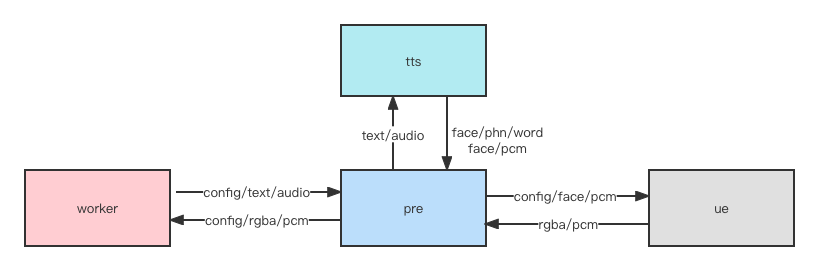 tts
text/audio
face/phn/word
face/pcm
worker
config/text/audio
config/rgba/pcm
pre
config/face/pcm
rgba/pcm
ue